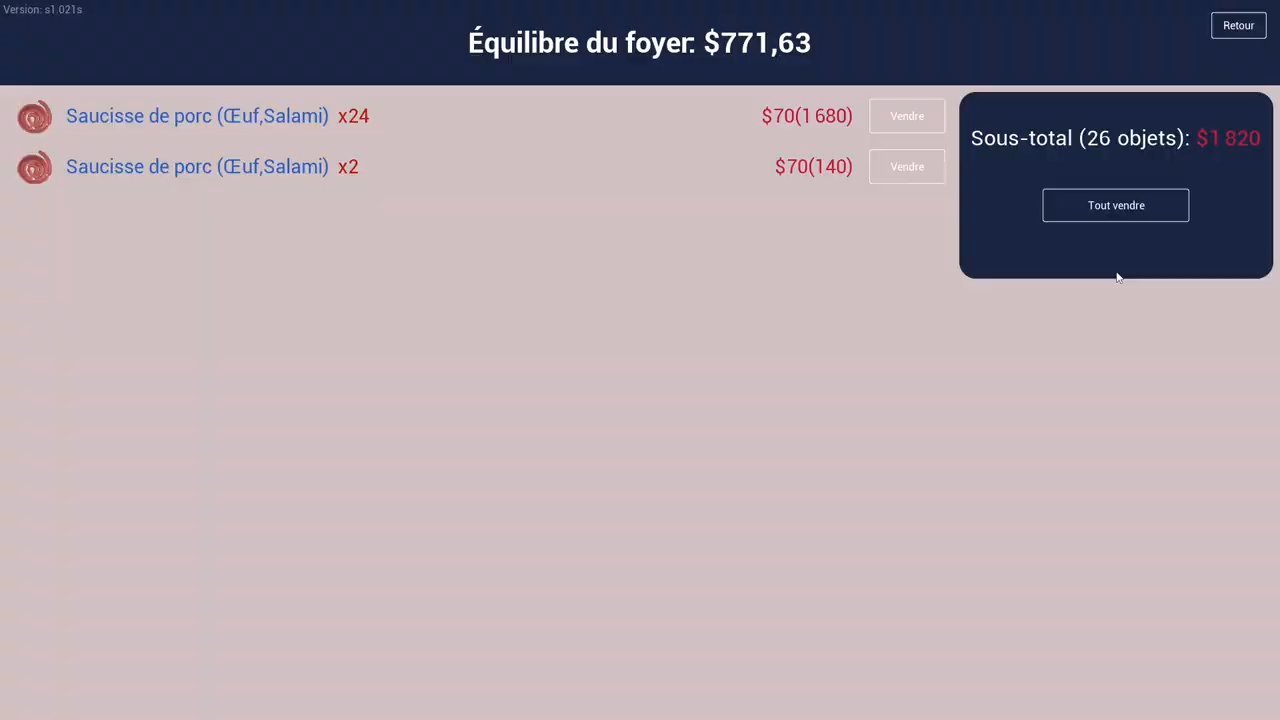 Version: s1.021s
Équilibre du foyer: $771,63
Retour
Saucisse de porc (Œuf,Salami) x24 $70(1 680) Vendre
Saucisse de porc (Œuf,Salami) x2 $70(140) Vendre
Sous-total (26 objets): $1 820
Tout vendre